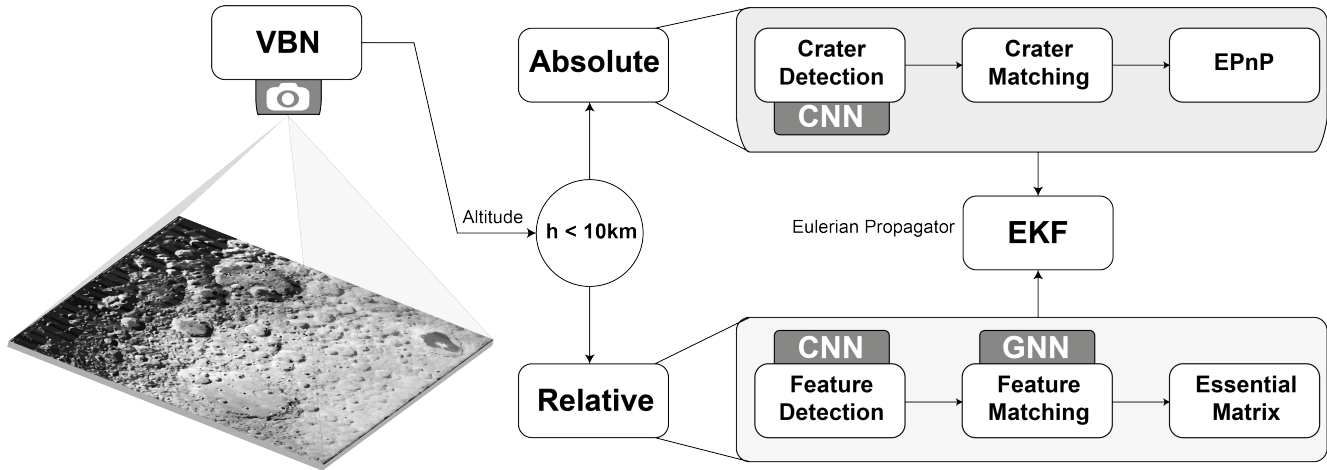 VBN
Altitude
h < 10km
Absolute
Crater
Detection
CNN
Crater
Matching
EPnP
Eulerian Propagator
EKF
Relative
CNN
Feature
Detection
GNN
Feature
Matching
Essential
Matrix